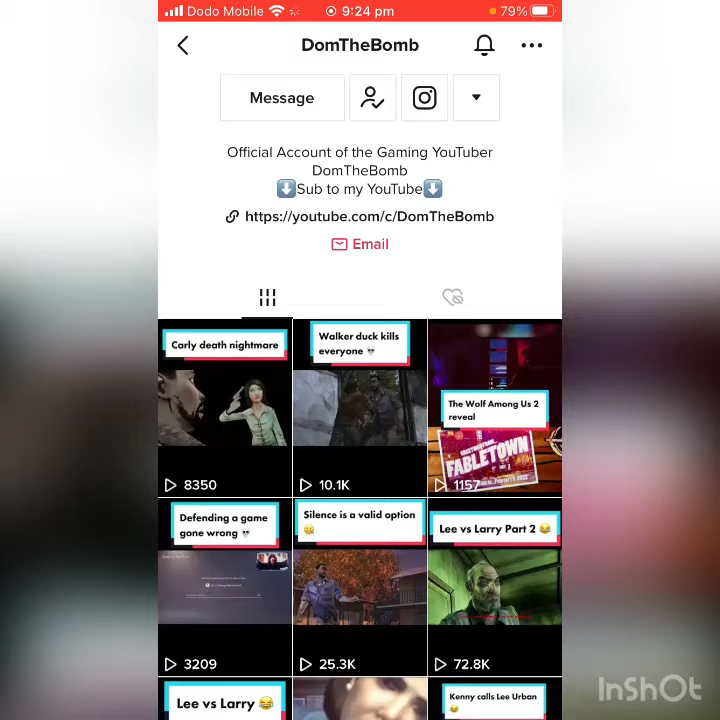 Dodo Mobile 9:24 pm 79%
DomTheBomb
Message
Official Account of the Gaming YouTuber
DomTheBomb
⬇️Sub to my YouTube⬇️
https://youtube.com/c/DomTheBomb
Email
Carly death nightmare
8350
Walker duck kills
everyone ☠️
10.1K
The Wolf Among Us 2
reveal
FABLETOWN
1157
Defending a game
gone wrong ☠️
3209
Silence is a valid option
🤐
25.3K
Lee vs Larry Part 2 😂
72.8K
Lee vs Larry 😂
Kenny calls Lee Urban
😂
InShOt